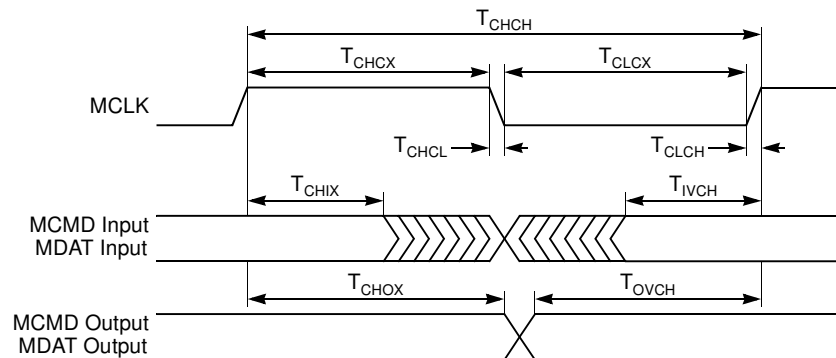 TCHCH
TCHCX
TCLCX
MCLK
TCHCL
TCLCH
TCHIX
TIVCH
MCMD Input
MDAT Input
TCHOX
TOVCH
MCMD Output
MDAT Output